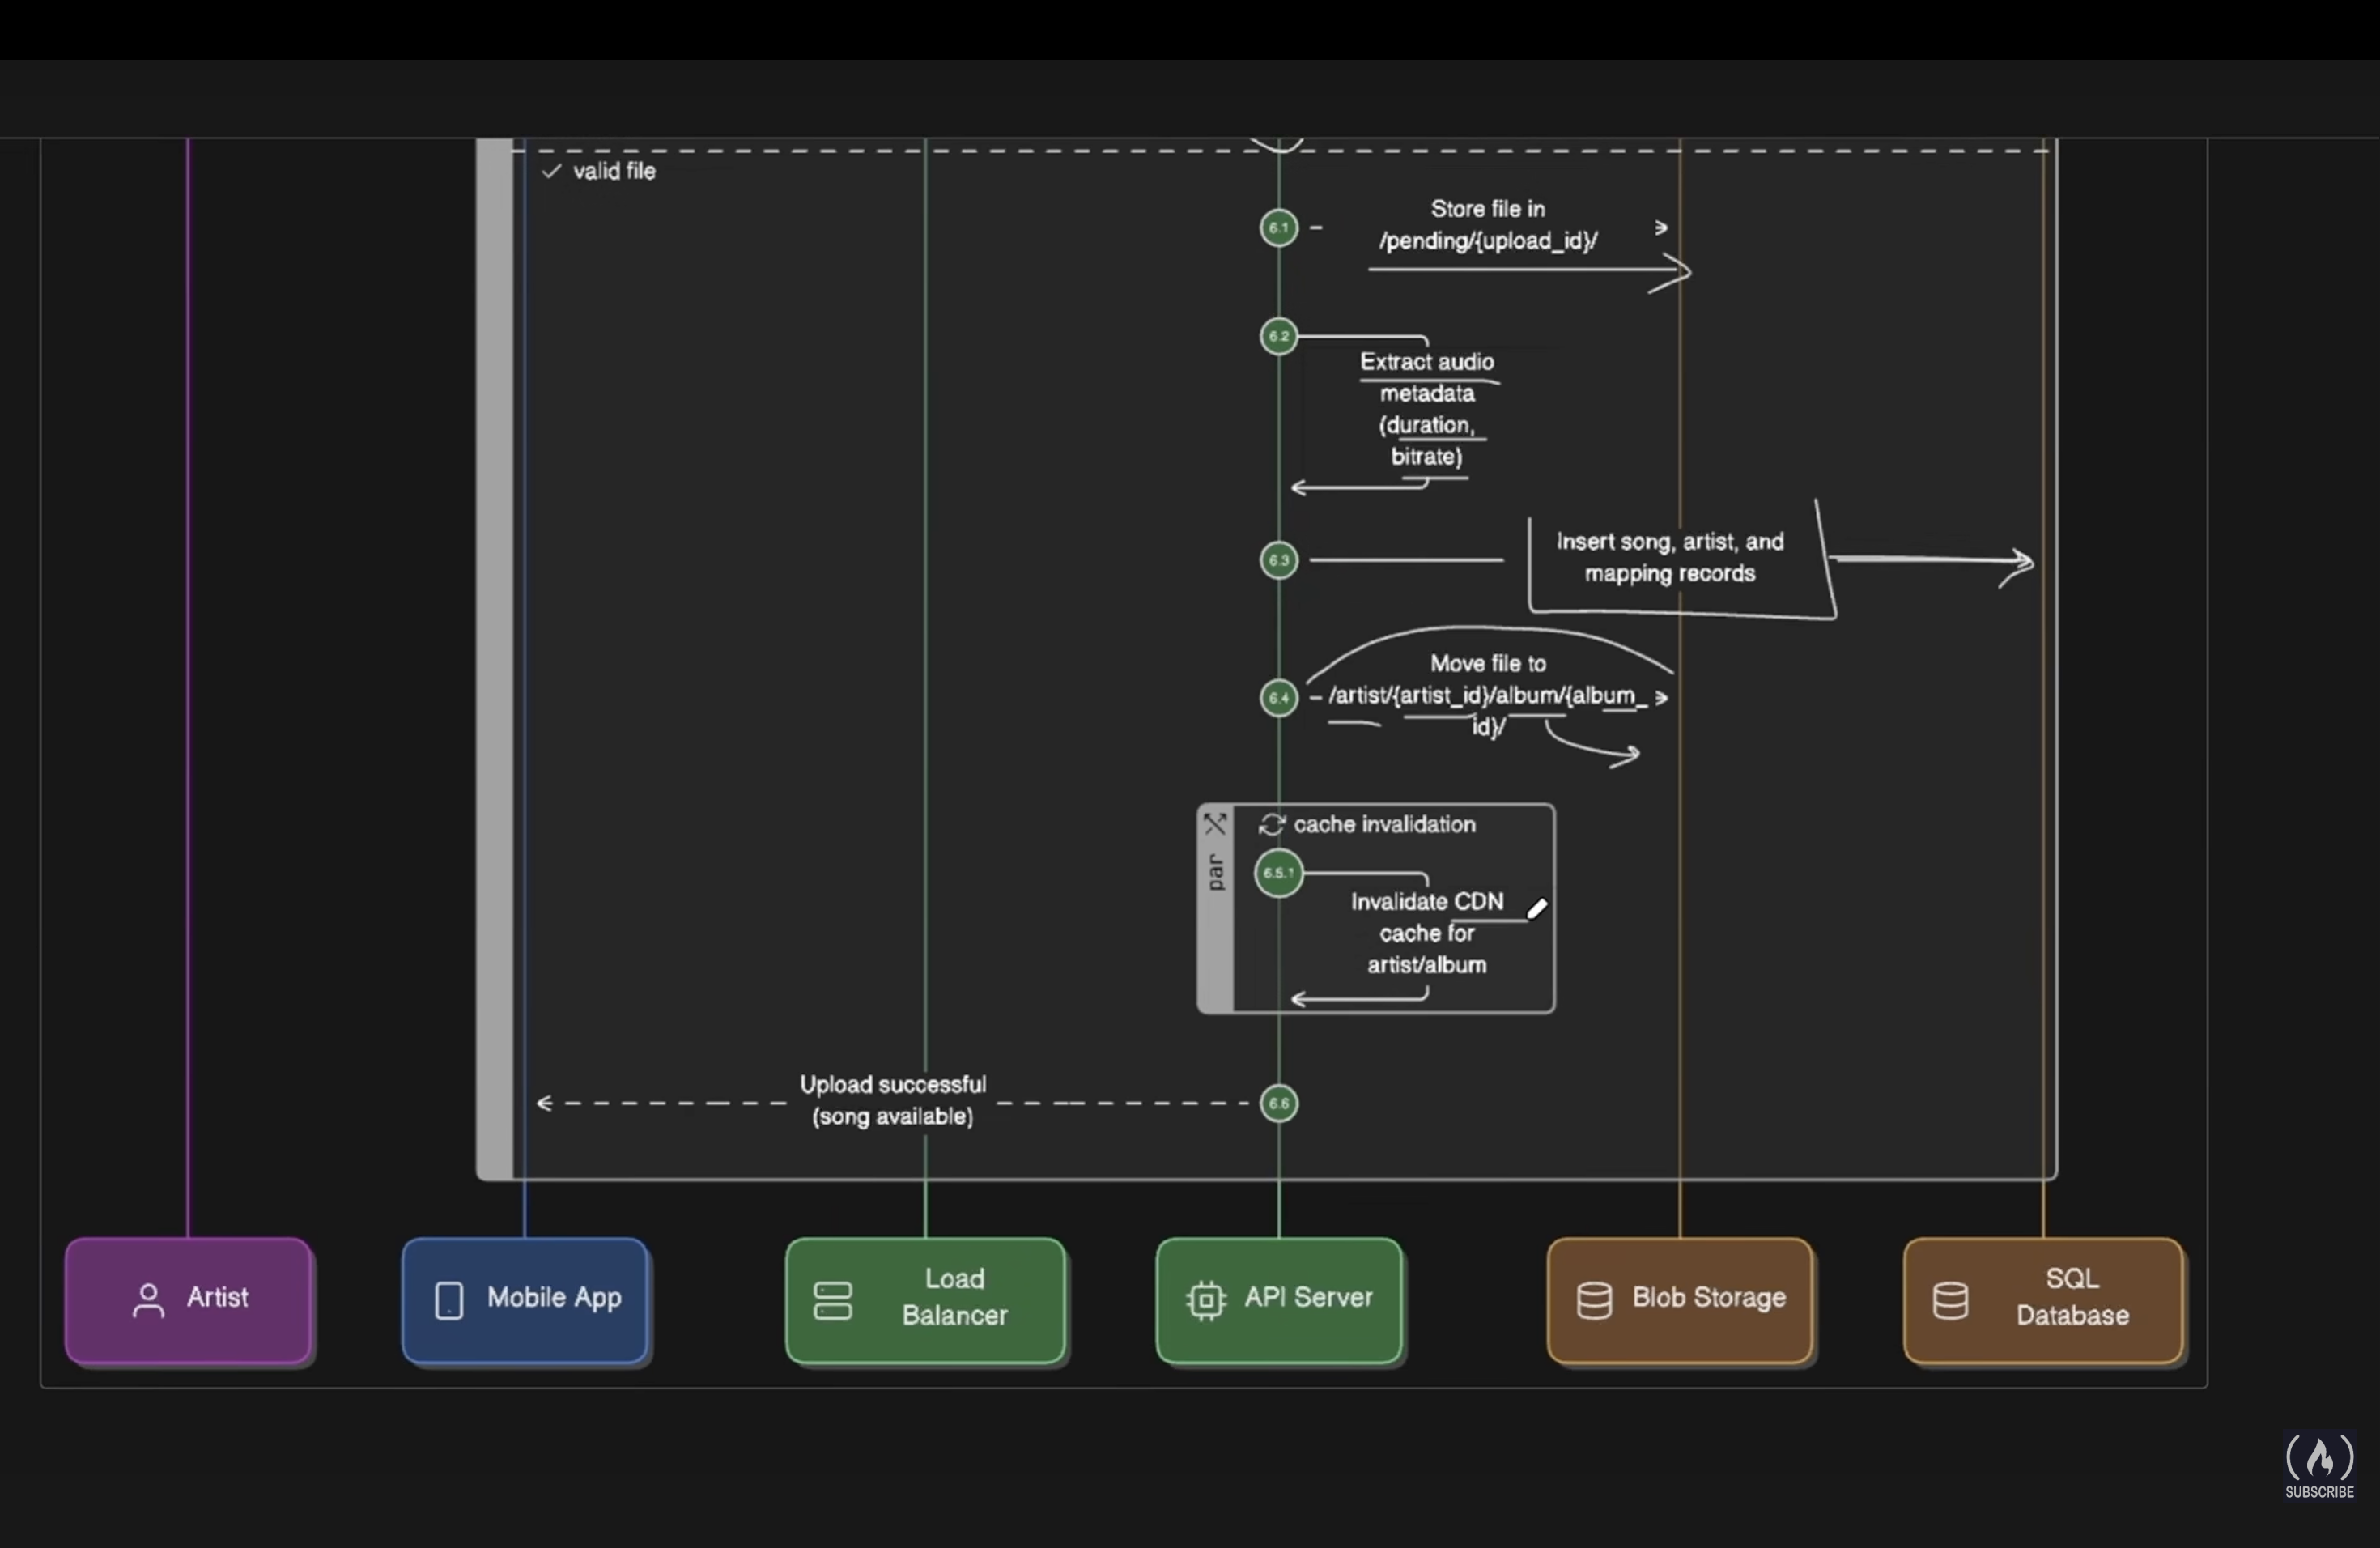 valid file
6.1
Store file in
/pending/{upload_id}/
6.2
Extract audio
metadata
(duration,
bitrate)
6.3
Insert song, artist, and
mapping records
6.4
Move file to
/artist/{artist_id}/album/{album_
id}/
par
cache invalidation
6.5.1
Invalidate CDN
cache for
artist/album
Upload successful
(song available)
6.6
Artist
Mobile App
Load
Balancer
API Server
Blob Storage
SQL
Database
SUBSCRIBE